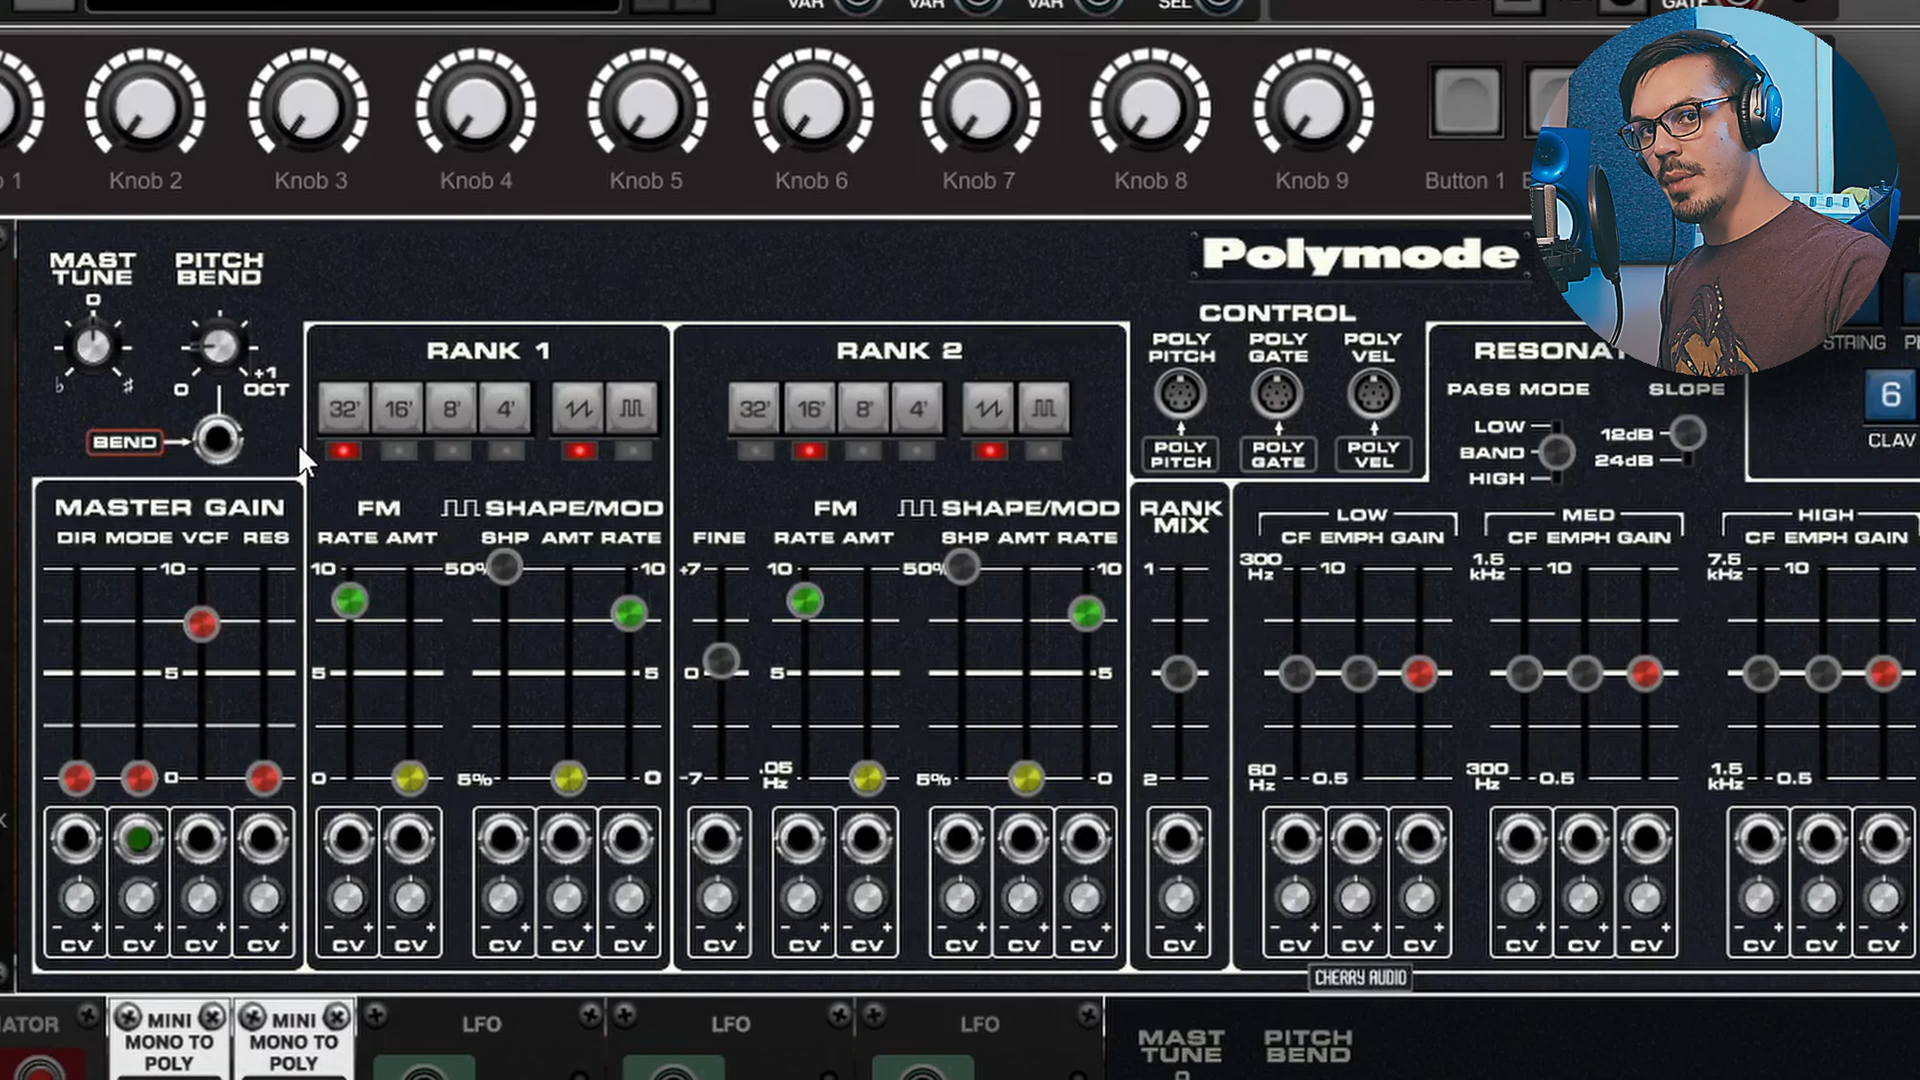 VAR VAR VAR SEL GATE
Knob 2 Knob 3 Knob 4 Knob 5 Knob 6 Knob 7 Knob 8 Knob 9 Button 1
Polymode
MAST TUNE
0
♭ ♯
PITCH BEND
0 +1 OCT
BEND
RANK 1
32' 16' 8' 4'
RANK 2
32' 16' 8' 4'
CONTROL
POLY PITCH
POLY GATE
POLY VEL
POLY PITCH
POLY GATE
POLY VEL
RESONAT
PASS MODE
LOW
BAND
HIGH
SLOPE
12dB
24dB
STRING
6
CLAV
MASTER GAIN
DIR MODE VCF RES
10
5
0
FM
RATE AMT
10
5
0
SHAPE/MOD
SHP AMT RATE
50% 10
5
5% 0
FINE
+7
0
-7
FM
RATE AMT
10
5
.05 Hz
SHAPE/MOD
SHP AMT RATE
50% 10
5
5% 0
RANK MIX
1
2
LOW
CF EMPH GAIN
300 Hz 10
60 Hz 0.5
MED
CF EMPH GAIN
1.5 kHz 10
300 Hz 0.5
HIGH
CF EMPH GAIN
7.5 kHz 10
1.5 kHz 0.5
- + - + - + - + - + - + - + - + - + - + - + - + - + - + - + - + - + - + - + - + - + - + - + - +
CV CV CV CV CV CV CV CV CV CV CV CV CV CV CV CV CV CV CV CV CV CV CV CV
CHERRY AUDIO
ATOR
MINI MONO TO POLY
MINI MONO TO POLY
LFO
LFO
LFO
MAST TUNE
PITCH BEND